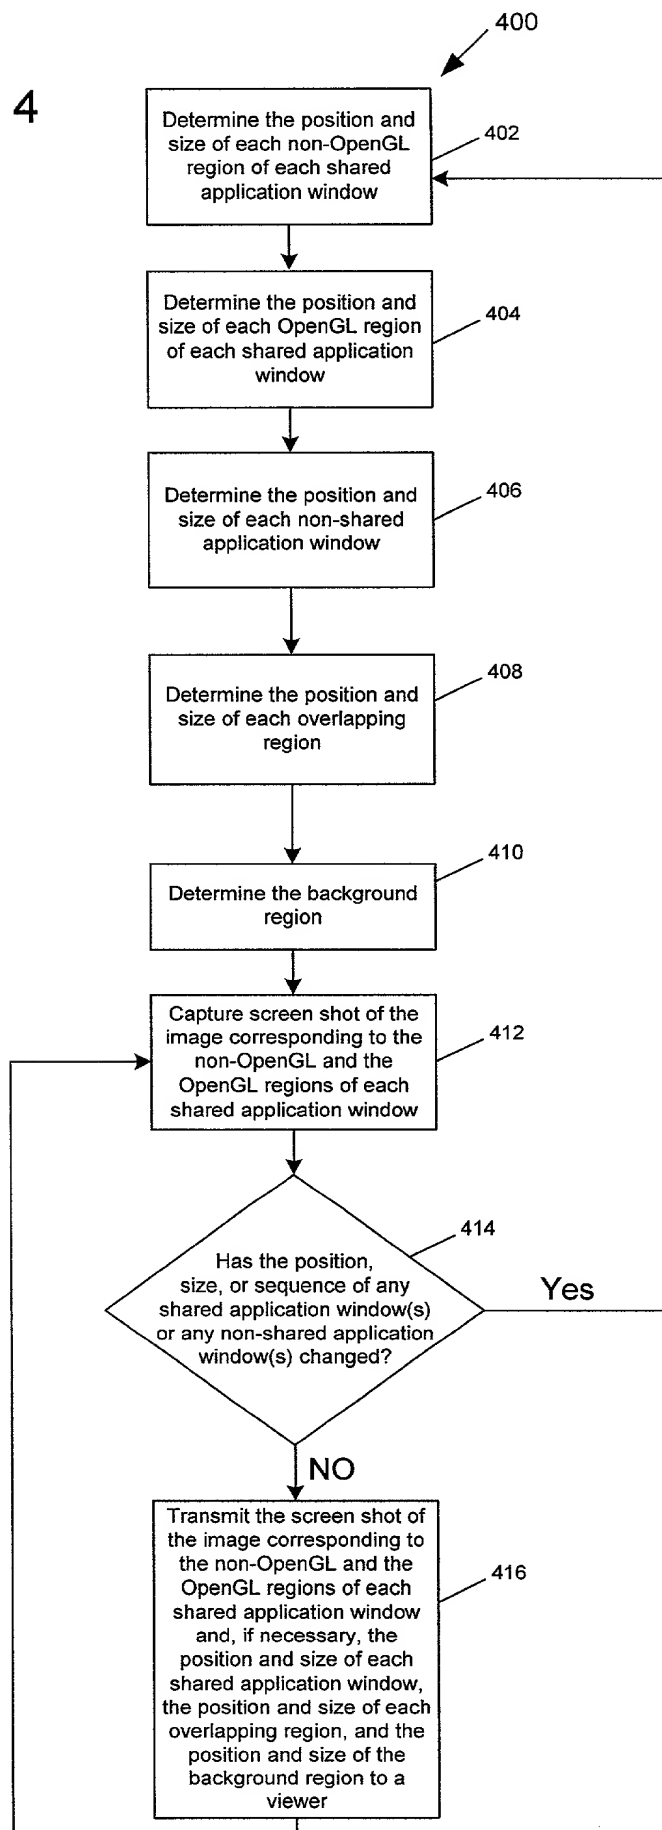 400
4
Determine the position and
size of each non-OpenGL
region of each shared
application window
402
Determine the position and
size of each OpenGL region
of each shared application
window
404
Determine the position and
size of each non-shared
application window
406
Determine the position and
size of each overlapping
region
408
Determine the background
region
410
Capture screen shot of the
image corresponding to the
non-OpenGL and the
OpenGL regions of each
shared application window
412
Has the position,
size, or sequence of any
shared application window(s)
or any non-shared application
window(s) changed?
414
Yes
NO
Transmit the screen shot of
the image corresponding to
the non-OpenGL and the
OpenGL regions of each
shared application window
and, if necessary, the
position and size of each
shared application window,
the position and size of each
overlapping region, and the
position and size of the
background region to a
viewer
416